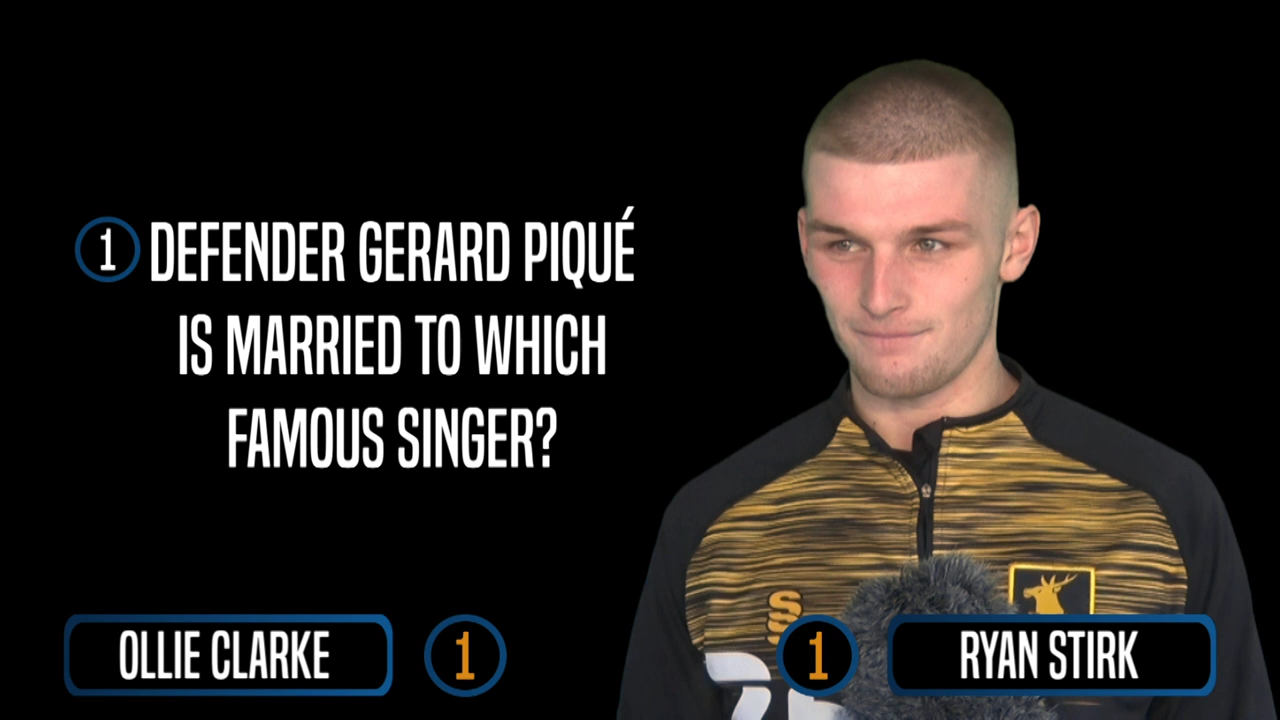 1 DEFENDER GERARD PIQUÉ
IS MARRIED TO WHICH
FAMOUS SINGER?
OLLIE CLARKE 1 1 RYAN STIRK